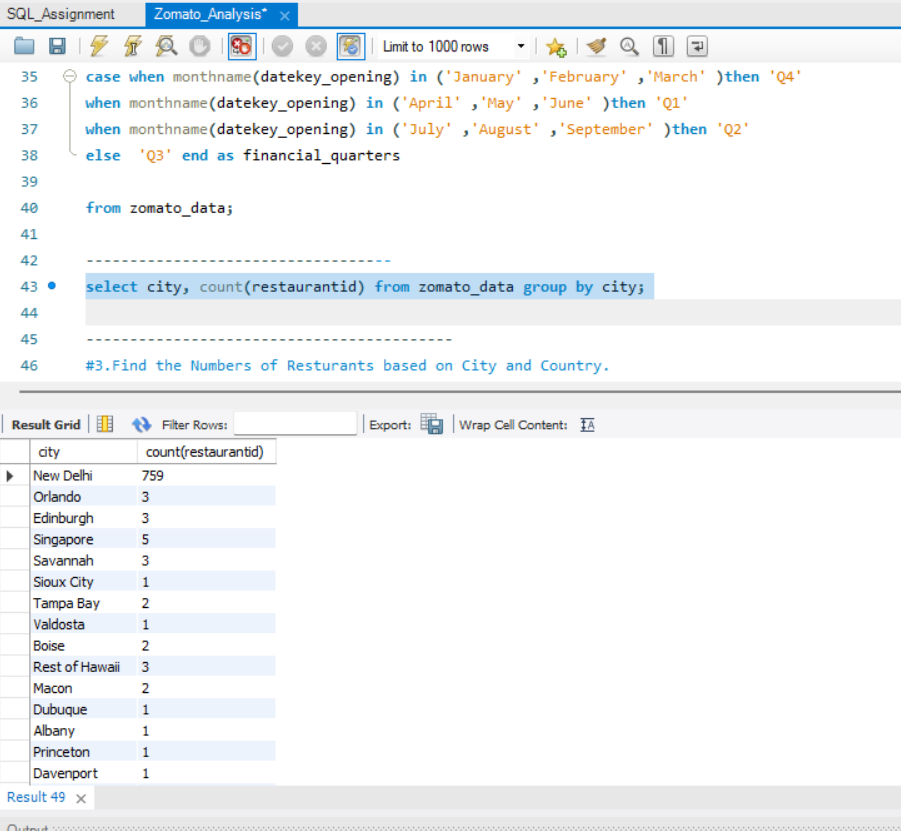 SQL_Assignment Zomato_Analysis*
Limit to 1000 rows
35 case when monthname(datekey_opening) in ('January' ,'February' ,'March' )then 'Q4'
36 when monthname(datekey_opening) in ('April' ,'May' ,'June' )then 'Q1'
37 when monthname(datekey_opening) in ('July' ,'August' ,'September' )then 'Q2'
38 else 'Q3' end as financial_quarters
39
40 from zomato_data;
41
42 -----------------------------------
43 select city, count(restaurantid) from zomato_data group by city;
44
45 ------------------------------------------
46 #3.Find the Numbers of Resturants based on City and Country.
Result Grid Filter Rows: Export: Wrap Cell Content:
city count(restaurantid)
New Delhi 759
Orlando 3
Edinburgh 3
Singapore 5
Savannah 3
Sioux City 1
Tampa Bay 2
Valdosta 1
Boise 2
Rest of Hawaii 3
Macon 2
Dubuque 1
Albany 1
Princeton 1
Davenport 1
Result 49
Output